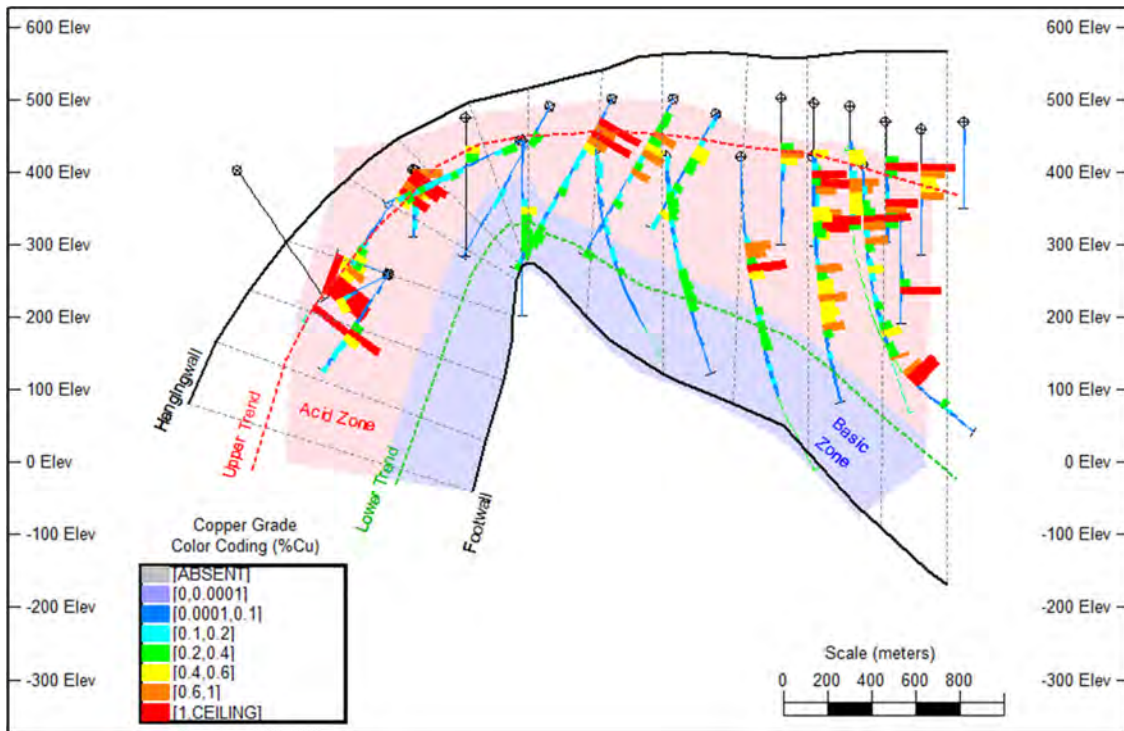 600 Elev
500 Elev
400 Elev
300 Elev
200 Elev
100 Elev
0 Elev
-100 Elev
-200 Elev
-300 Elev
600 Elev
500 Elev
400 Elev
300 Elev
200 Elev
100 Elev
0 Elev
-100 Elev
-200 Elev
-300 Elev
Hangingwall
Upper Trend
Acid Zone
Lower Trend
Footwall
Basic
Zone
Copper Grade
Color Coding (%Cu)
[ABSENT]
[0,0.0001]
[0.0001,0.1]
[0.1,0.2]
[0.2,0.4]
[0.4,0.6]
[0.6,1]
[1.CEILING]
Scale (meters)
0 200 400 600 800